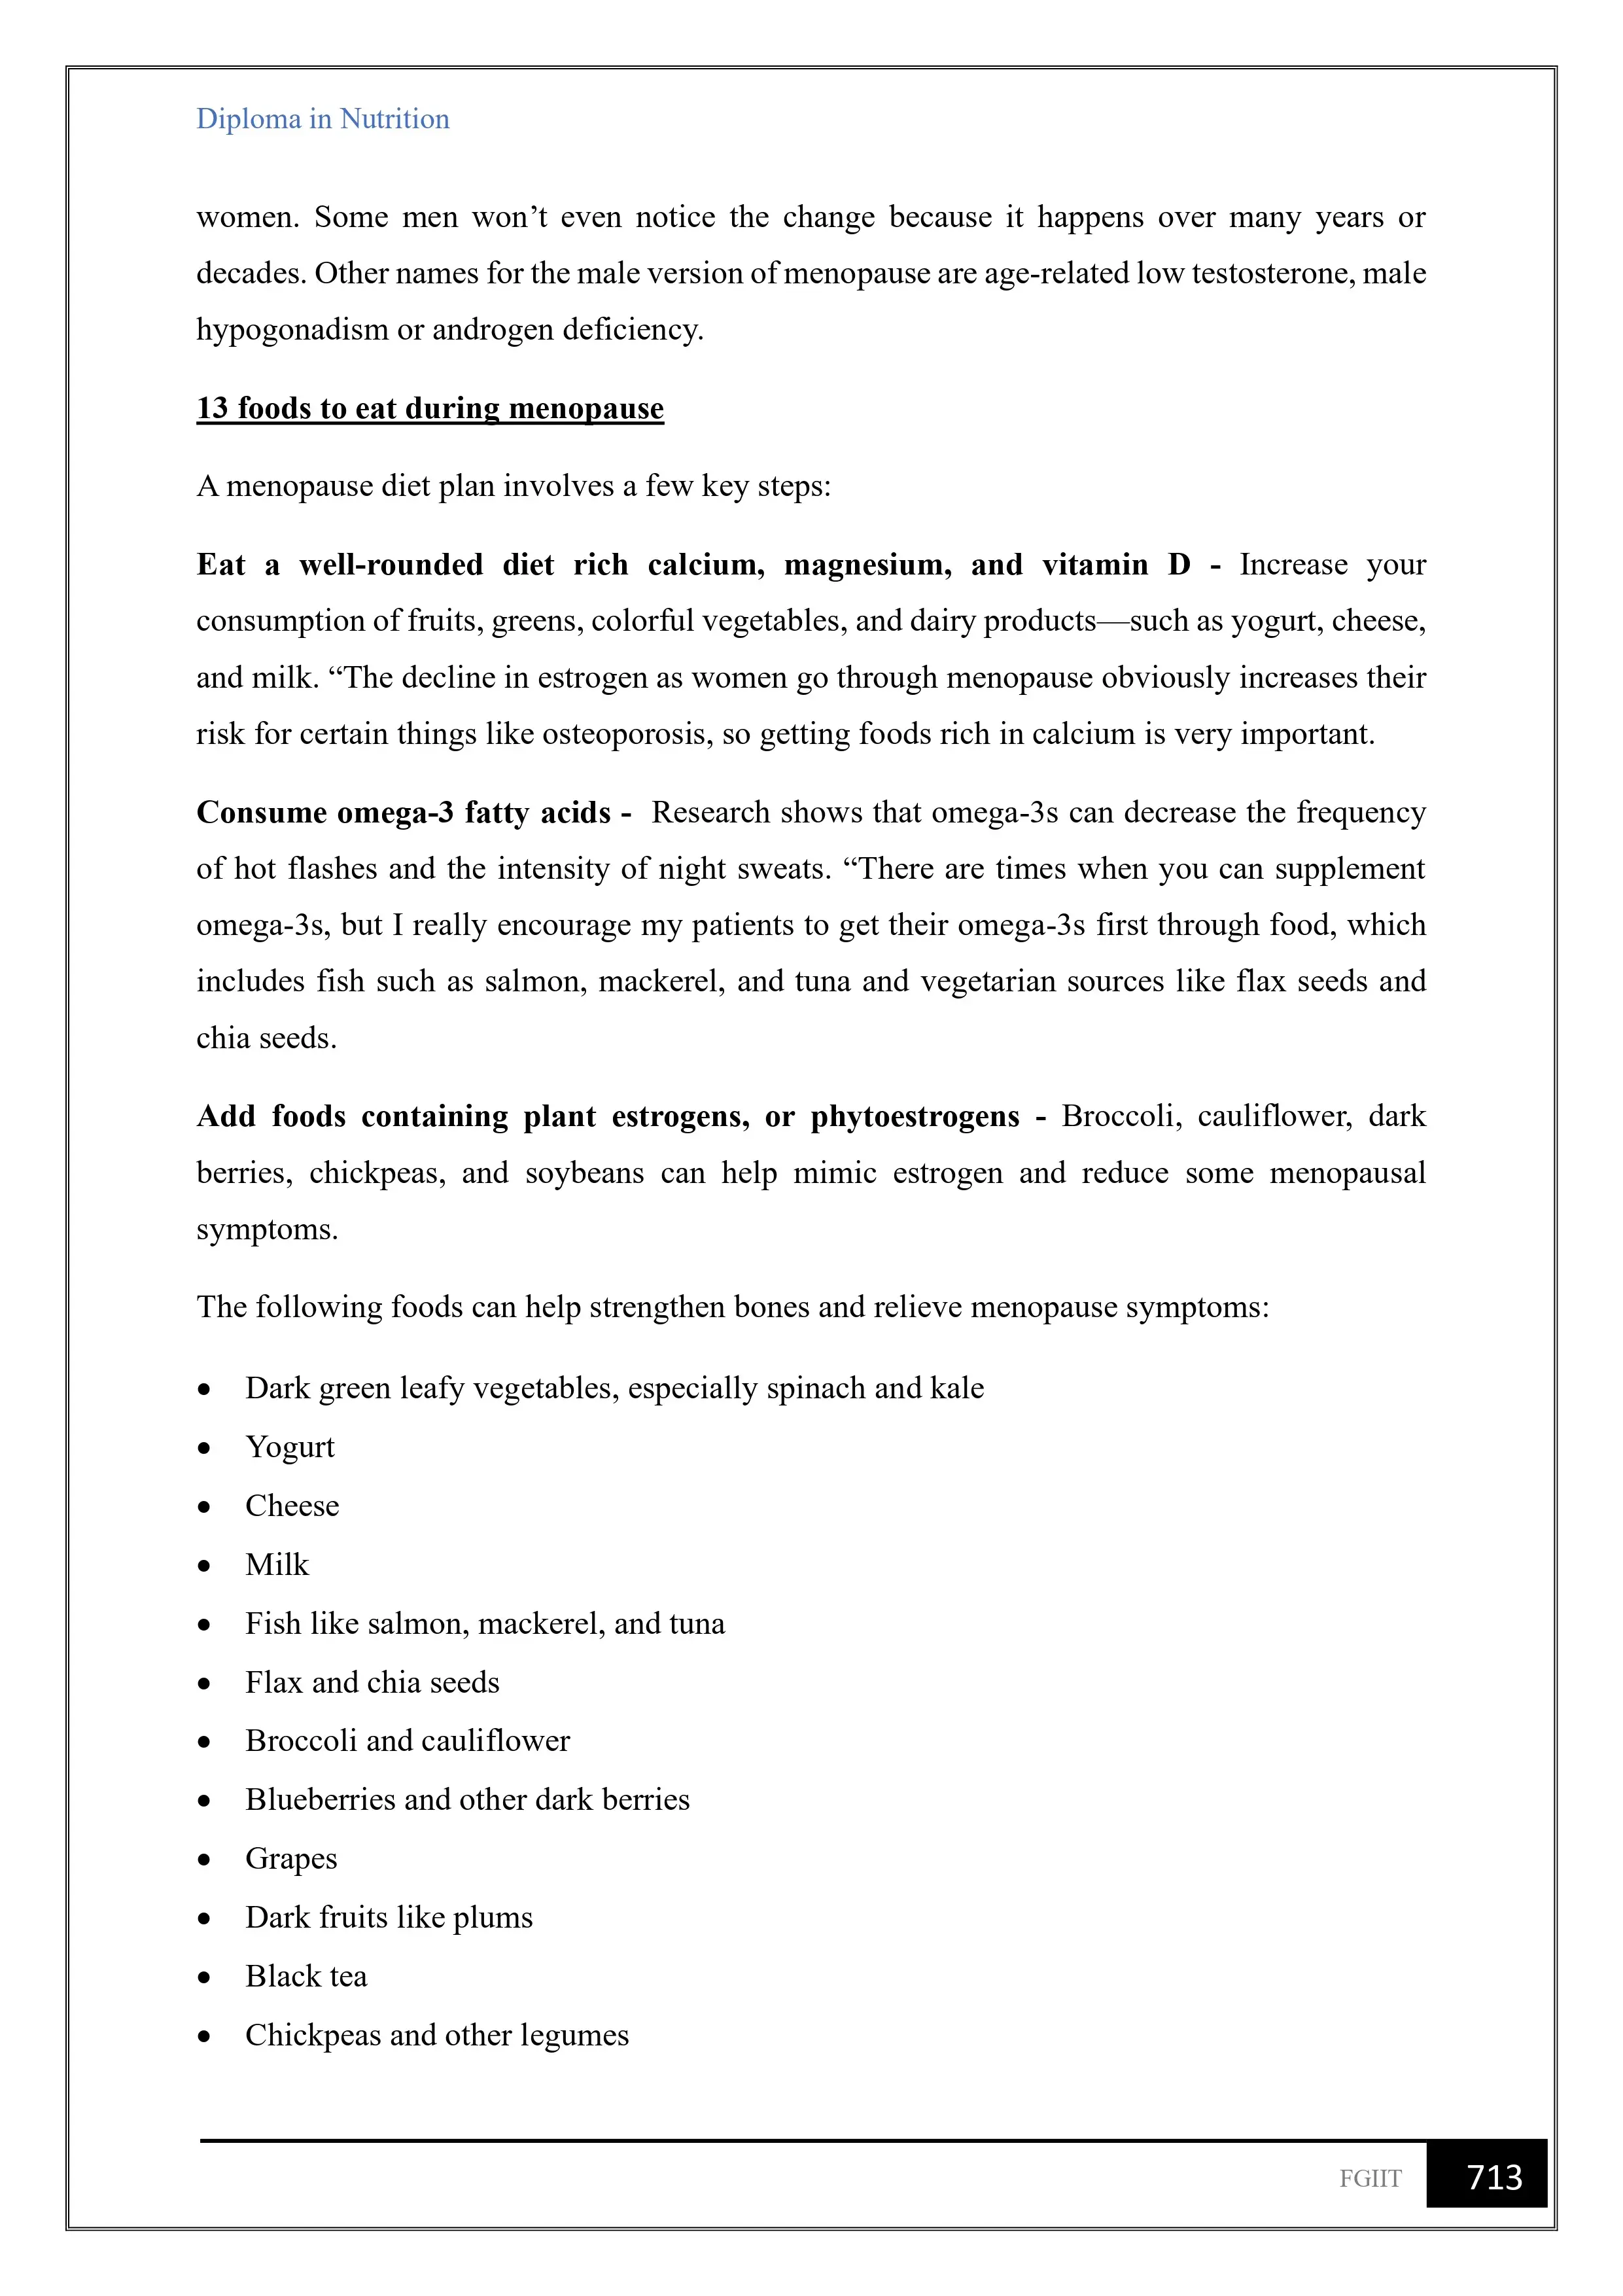 Diploma in Nutrition
women. Some men won’t even notice the change because it happens over many years or
decades. Other names for the male version of menopause are age-related low testosterone, male
hypogonadism or androgen deficiency.
13 foods to eat during menopause
A menopause diet plan involves a few key steps:
Eat a well-rounded diet rich calcium, magnesium, and vitamin D - Increase your
consumption of fruits, greens, colorful vegetables, and dairy products—such as yogurt, cheese,
and milk. “The decline in estrogen as women go through menopause obviously increases their
risk for certain things like osteoporosis, so getting foods rich in calcium is very important.
Consume omega-3 fatty acids - Research shows that omega-3s can decrease the frequency
of hot flashes and the intensity of night sweats. “There are times when you can supplement
omega-3s, but I really encourage my patients to get their omega-3s first through food, which
includes fish such as salmon, mackerel, and tuna and vegetarian sources like flax seeds and
chia seeds.
Add foods containing plant estrogens, or phytoestrogens - Broccoli, cauliflower, dark
berries, chickpeas, and soybeans can help mimic estrogen and reduce some menopausal
symptoms.
The following foods can help strengthen bones and relieve menopause symptoms:
• Dark green leafy vegetables, especially spinach and kale
• Yogurt
• Cheese
• Milk
• Fish like salmon, mackerel, and tuna
• Flax and chia seeds
• Broccoli and cauliflower
• Blueberries and other dark berries
• Grapes
• Dark fruits like plums
• Black tea
• Chickpeas and other legumes
FGIIT 713